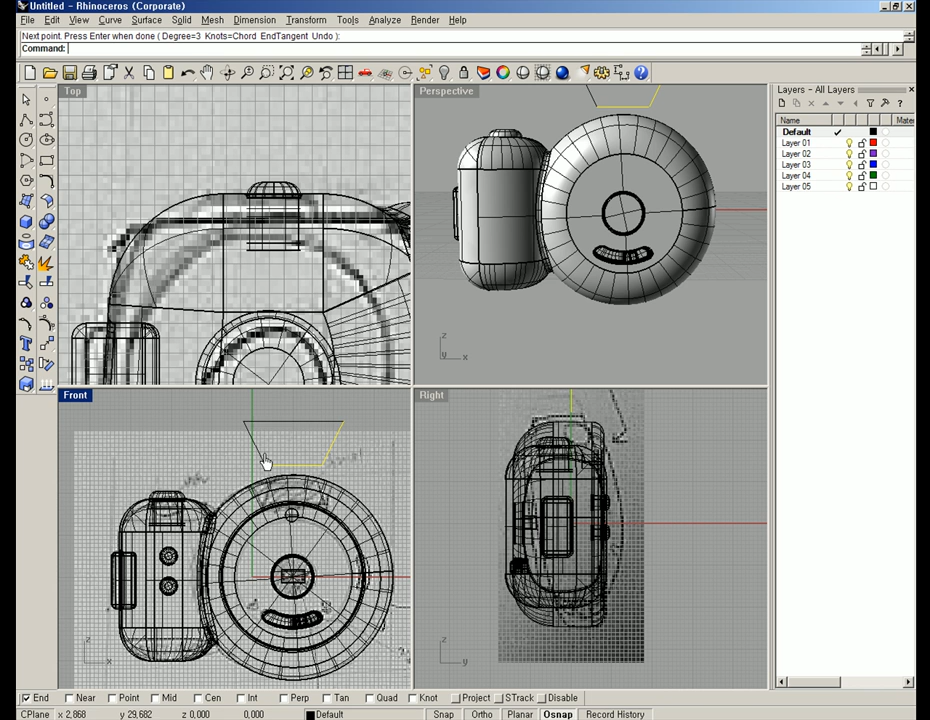 Untitled - Rhinoceros (Corporate)
File Edit View Curve Surface Solid Mesh Dimension Transform Tools Analyze Render Help
Next point. Press Enter when done ( Degree=3 Knots=Chord EndTangent Undo ):
Command:
Top
Perspective
Layers - All Layers
Name Mater
Default
Layer 01
Layer 02
Layer 03
Layer 04
Layer 05
z
y x
Front
Right
z
x
z
y
End Near Point Mid Cen Int Perp Tan Quad Knot Project STrack Disable
CPlane x 2,868 y 29,682 z 0,000 0,000 Default Snap Ortho Planar Osnap Record History